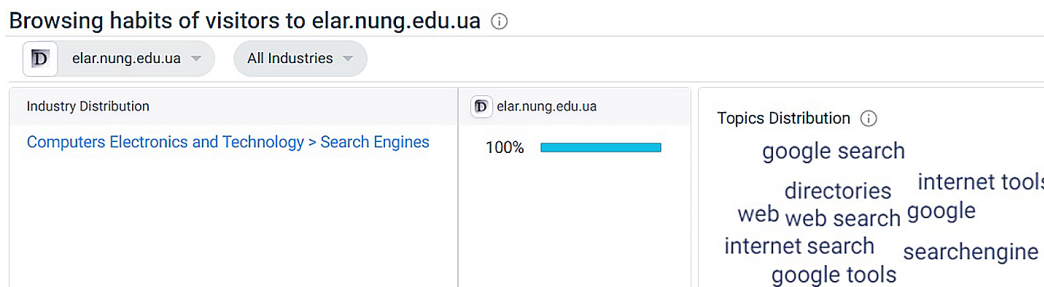 Browsing habits of visitors to elar.nung.edu.ua
elar.nung.edu.ua
All Industries
Industry Distribution
elar.nung.edu.ua
Computers Electronics and Technology > Search Engines
100%
Topics Distribution
google search
directories
internet tools
web
web search
google
internet search
searchengine
google tools